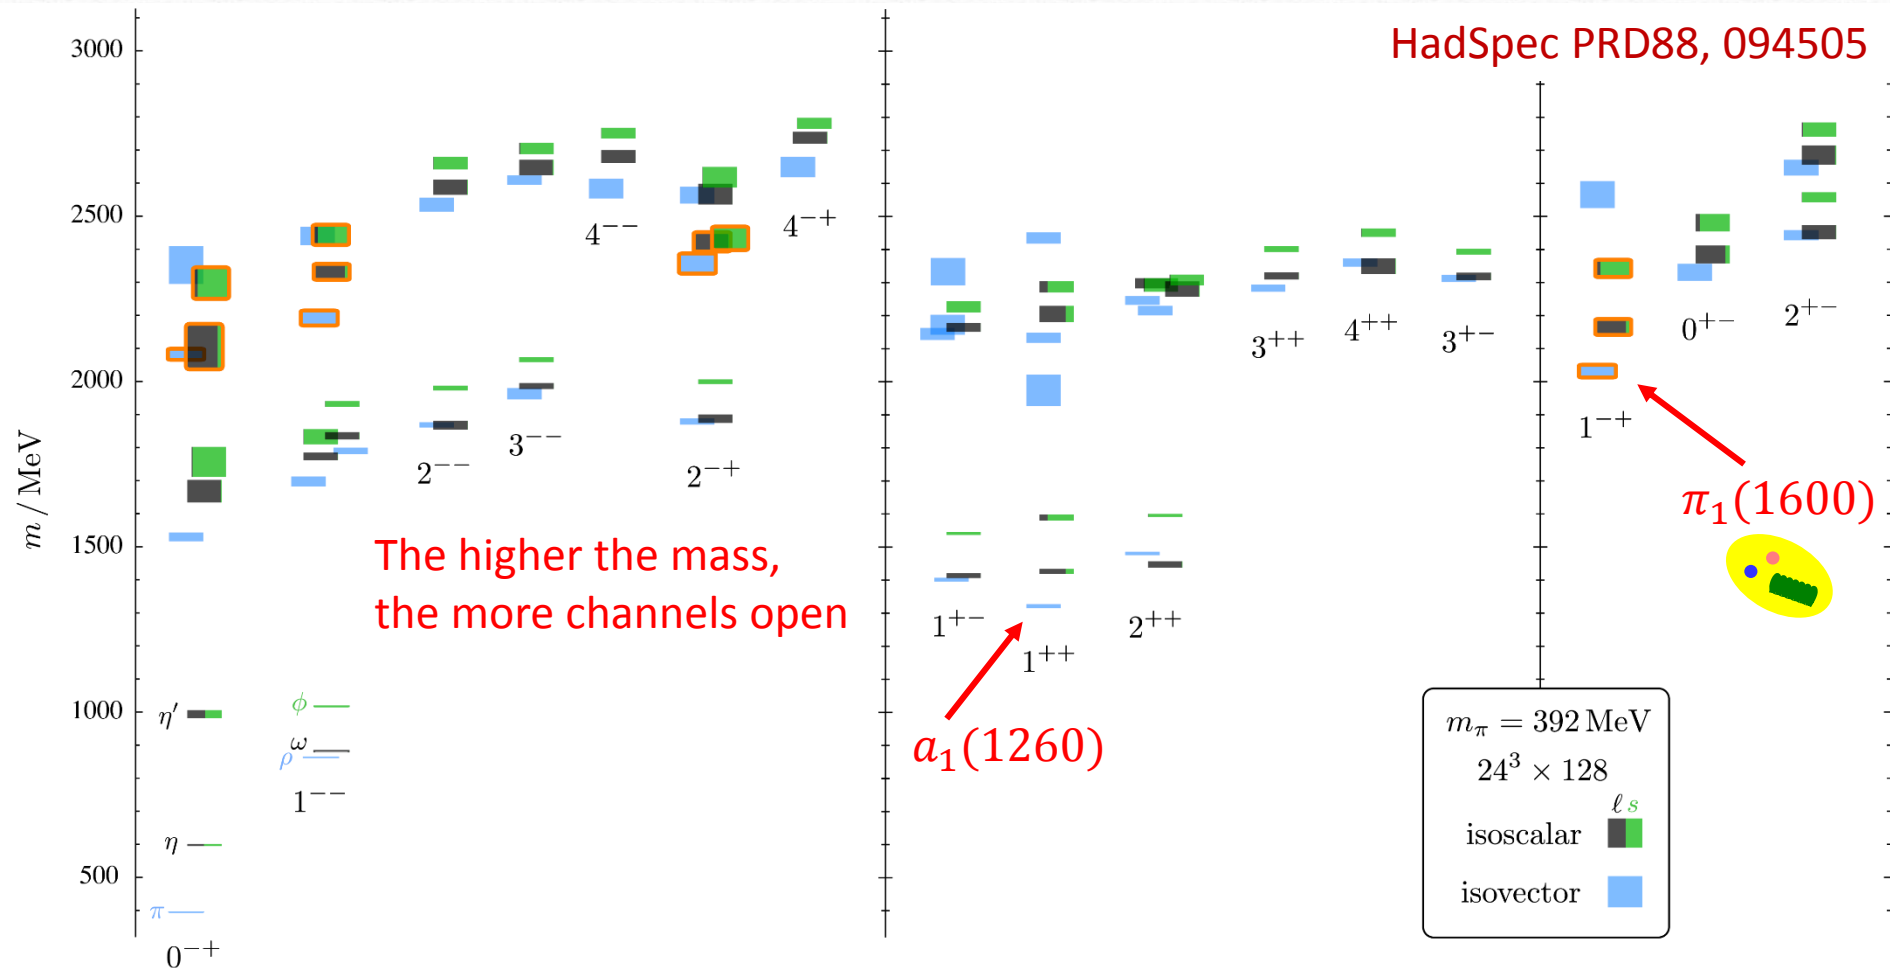 HadSpec PRD88, 094505
3000
2500
2000
1500
1000
500
m / MeV
4⁻⁻
4⁻⁺
2⁻⁻
3⁻⁻
2⁻⁺
The higher the mass,
the more channels open
η′
ϕ
ω
ρ
1⁻⁻
η
π
0⁻⁺
3⁺⁺
4⁺⁺
3⁺⁻
1⁺⁻
1⁺⁺
2⁺⁺
a₁(1260)
0⁺⁻
2⁺⁻
1⁻⁺
π₁(1600)
mπ = 392 MeV
24³ × 128
ℓ s
isoscalar
isovector